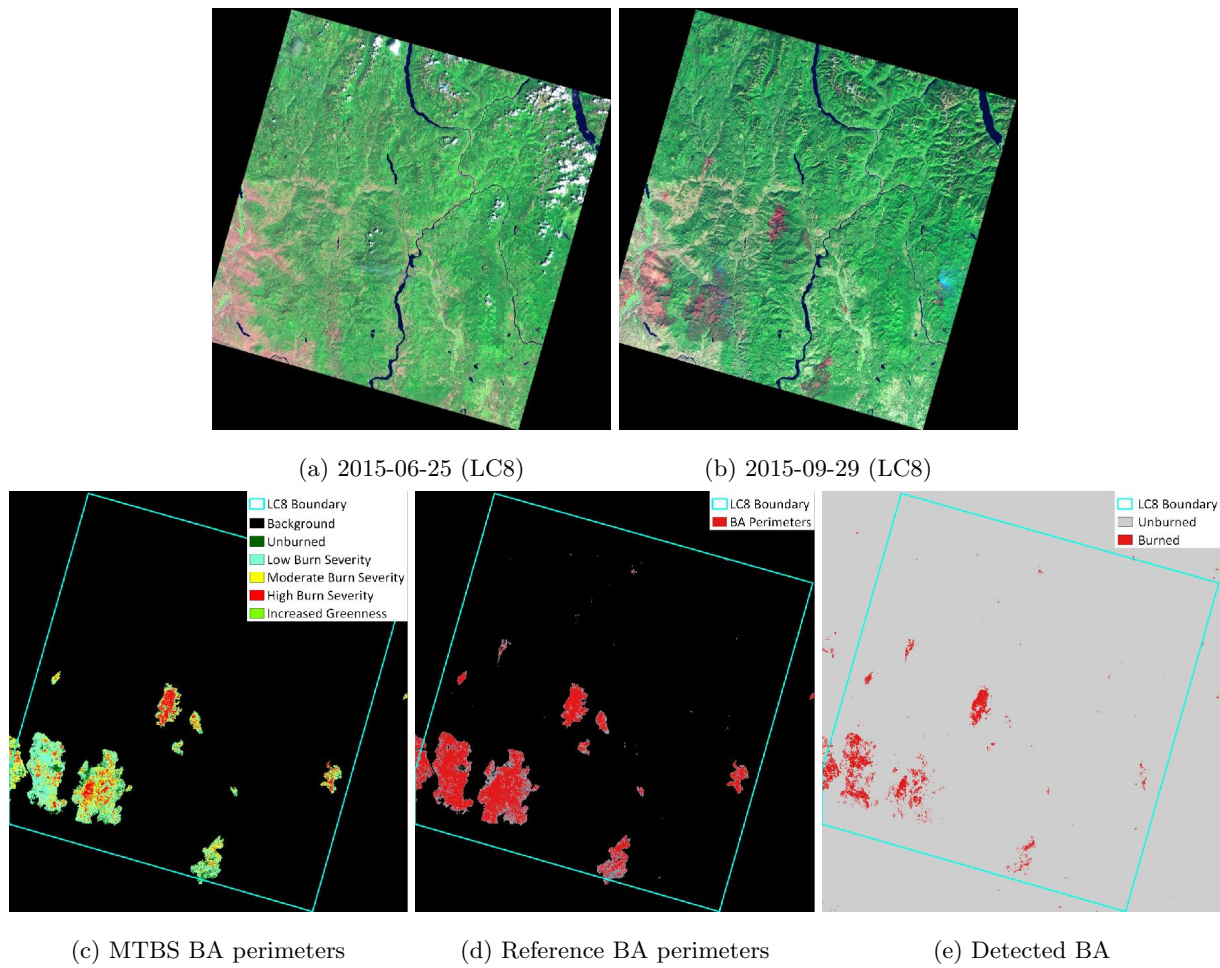 (a) 2015-06-25 (LC8)
(b) 2015-09-29 (LC8)
LC8 Boundary
Background
Unburned
Low Burn Severity
Moderate Burn Severity
High Burn Severity
Increased Greenness
LC8 Boundary
BA Perimeters
LC8 Boundary
Unburned
Burned
(c) MTBS BA perimeters
(d) Reference BA perimeters
(e) Detected BA